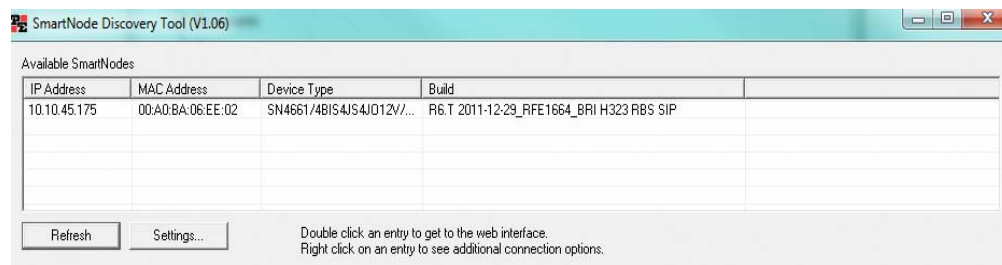 SmartNode Discovery Tool (V1.06)
Available SmartNodes
IP Address MAC Address Device Type Build
10.10.45.175 00:A0:BA:06:EE:02 SN4661/4BIS4JS4JO12V/... R6.T 2011-12-29_RFE1664_BRI H323 RBS SIP
Refresh Settings... Double click an entry to get to the web interface.
Right click on an entry to see additional connection options.